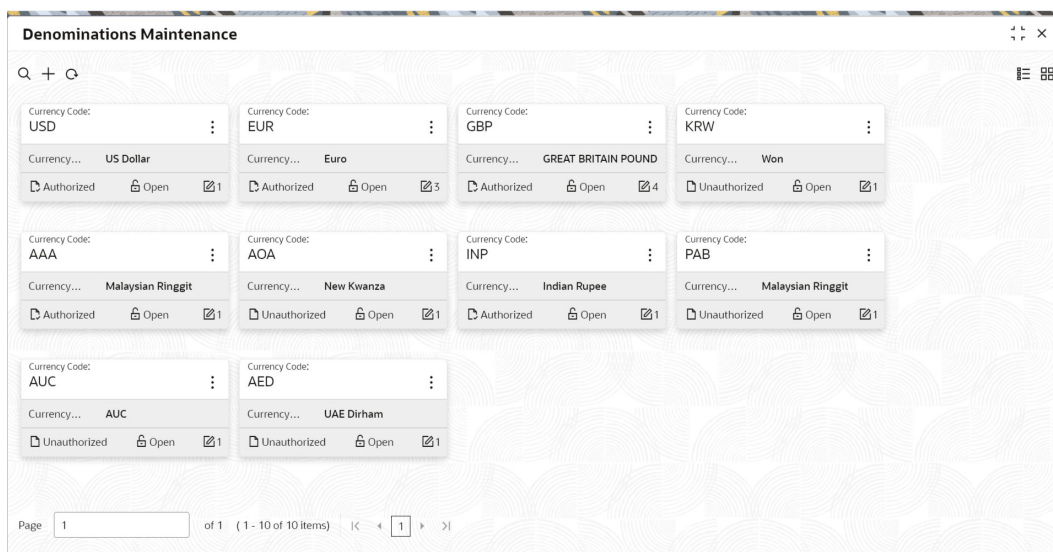 Denominations Maintenance
Currency Code:
USD
Currency... US Dollar
Authorized Open 1
Currency Code:
EUR
Currency... Euro
Authorized Open 3
Currency Code:
GBP
Currency... GREAT BRITAIN POUND
Authorized Open 4
Currency Code:
KRW
Currency... Won
Unauthorized Open 1
Currency Code:
AAA
Currency... Malaysian Ringgit
Authorized Open 1
Currency Code:
AOA
Currency... New Kwanza
Unauthorized Open 1
Currency Code:
INP
Currency... Indian Rupee
Authorized Open 1
Currency Code:
PAB
Currency... Malaysian Ringgit
Unauthorized Open 1
Currency Code:
AUC
Currency... AUC
Unauthorized Open 1
Currency Code:
AED
Currency... UAE Dirham
Unauthorized Open 1
Page 1 of 1 ( 1 - 10 of 10 items) 1